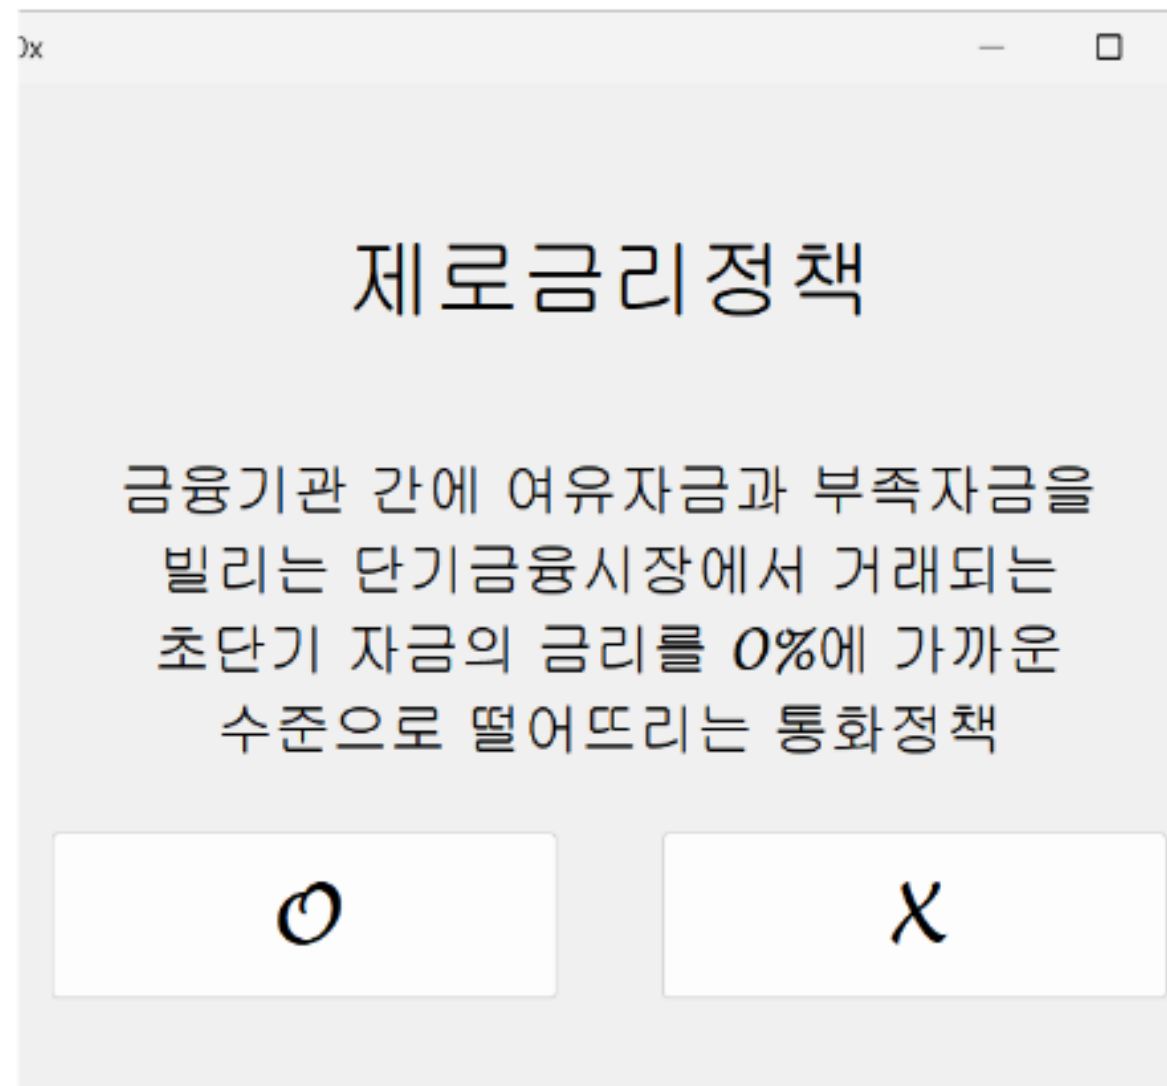 제로금리정책
금융기관 간에 여유자금과 부족자금을
빌리는 단기금융시장에서 거래되는
초단기 자금의 금리를 0%에 가까운
수준으로 떨어뜨리는 통화정책
O
X